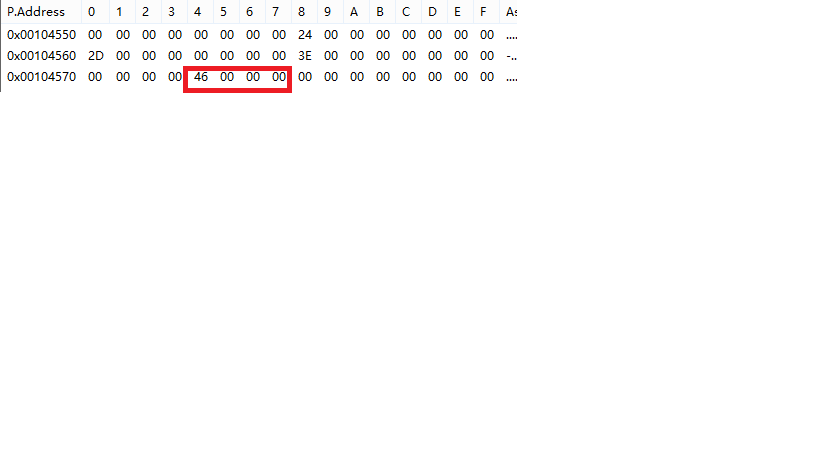 P.Address 0 1 2 3 4 5 6 7 8 9 A B C D E F As
0x00104550 00 00 00 00 00 00 00 00 24 00 00 00 00 00 00 00 ....
0x00104560 2D 00 00 00 00 00 00 00 3E 00 00 00 00 00 00 00 -..
0x00104570 00 00 00 00 46 00 00 00 00 00 00 00 00 00 00 00 ....